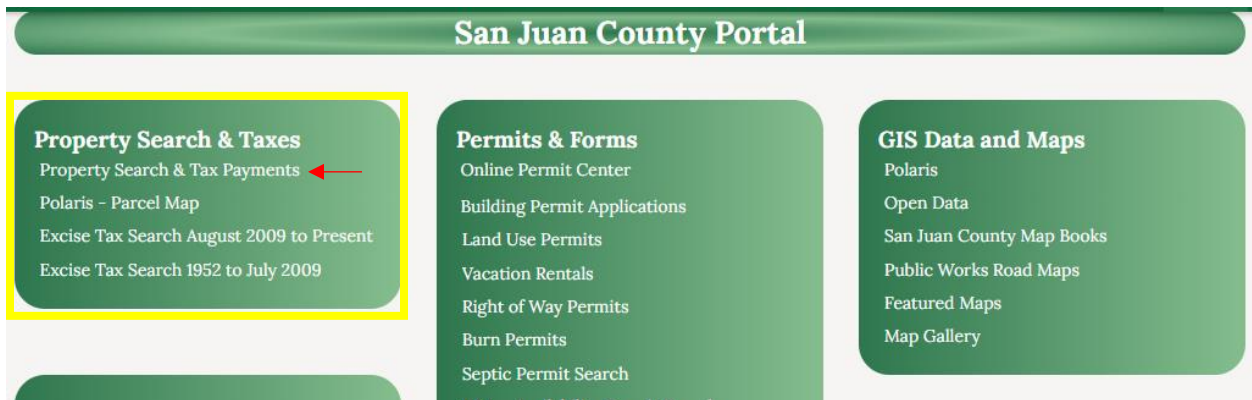 San Juan County Portal
Property Search & Taxes
Property Search & Tax Payments
Polaris - Parcel Map
Excise Tax Search August 2009 to Present
Excise Tax Search 1952 to July 2009
Permits & Forms
Online Permit Center
Building Permit Applications
Land Use Permits
Vacation Rentals
Right of Way Permits
Burn Permits
Septic Permit Search
GIS Data and Maps
Polaris
Open Data
San Juan County Map Books
Public Works Road Maps
Featured Maps
Map Gallery